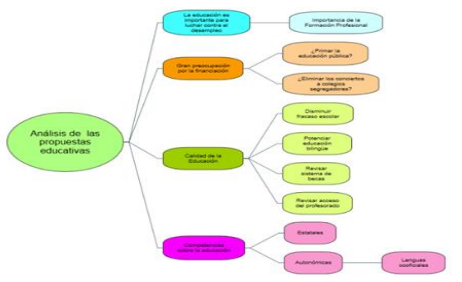 La educación es
importante para
luchar contra el
desempleo
Importancia de la
Formación Profesional
Gran preocupación
por la financiación
¿Primar la
educación pública?
¿Eliminar los conciertos
a colegios
segregadores?
Análisis de las
propuestas
educativas
Calidad de la
Educación
Disminuir
fracaso escolar
Potenciar
educación
bilingüe
Revisar
sistema de
becas
Revisar acceso
del profesorado
Competencias
sobre la educación
Estatales
Autonómicas
Lenguas
cooficiales